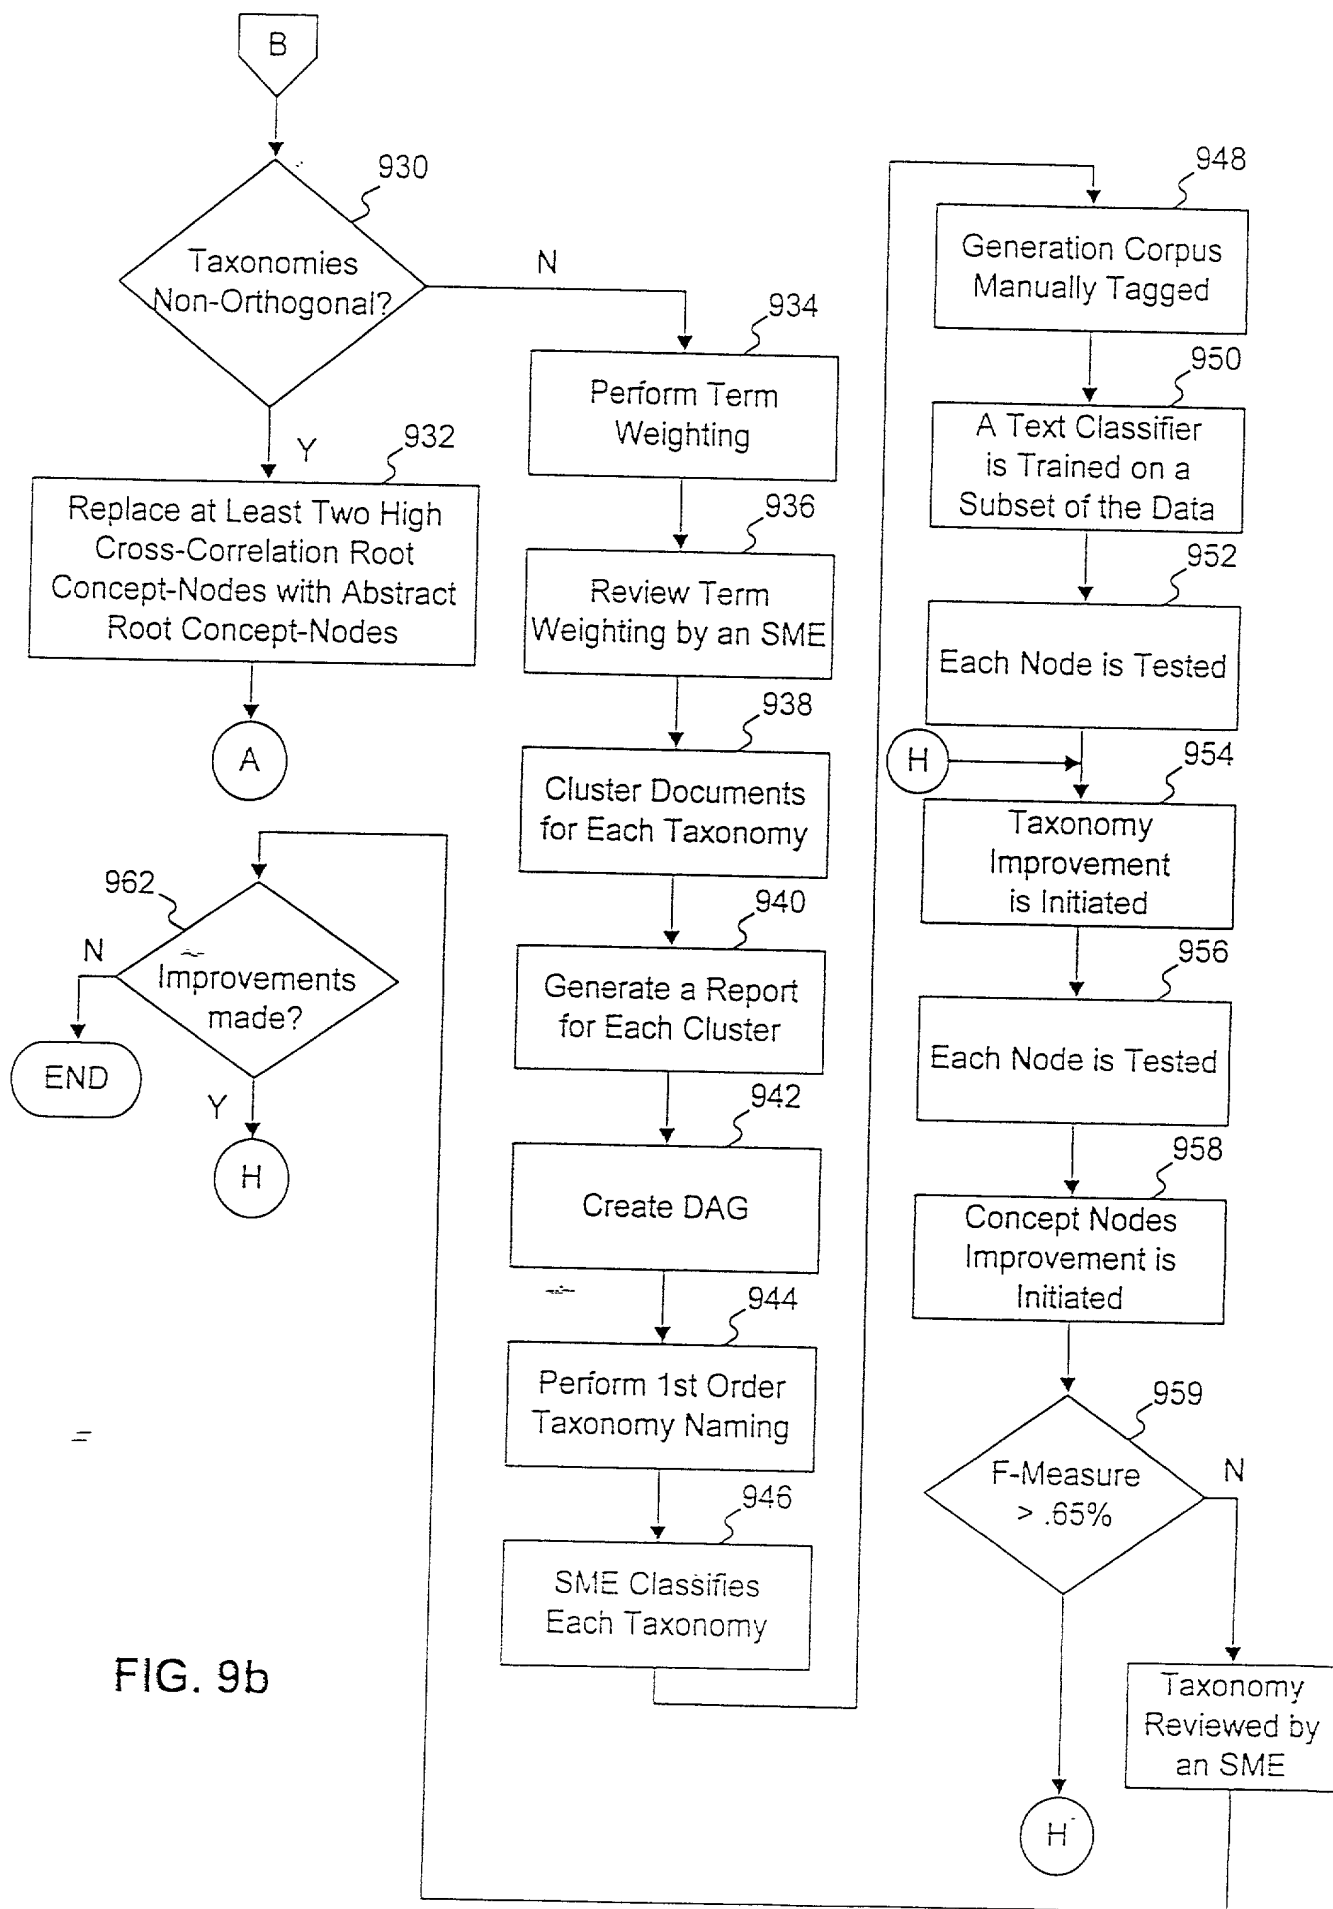 B
930
Taxonomies
Non-Orthogonal?
N
Y
932
Replace at Least Two High
Cross-Correlation Root
Concept-Nodes with Abstract
Root Concept-Nodes
A
962
N
Improvements
made?
END
Y
H
934
Perform Term
Weighting
936
Review Term
Weighting by an SME
938
Cluster Documents
for Each Taxonomy
940
Generate a Report
for Each Cluster
942
Create DAG
944
Perform 1st Order
Taxonomy Naming
946
SME Classifies
Each Taxonomy
948
Generation Corpus
Manually Tagged
950
A Text Classifier
is Trained on a
Subset of the Data
952
Each Node is Tested
H
954
Taxonomy
Improvement
is Initiated
956
Each Node is Tested
958
Concept Nodes
Improvement is
Initiated
959
F-Measure
> .65%
N
Taxonomy
Reviewed by
an SME
H
FIG. 9b